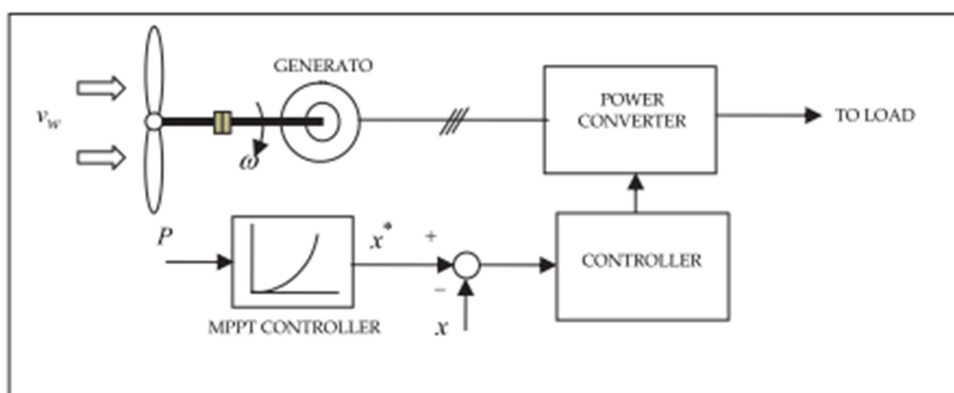 GENERATO
v_w
ω
POWER
CONVERTER
TO LOAD
P
x*
+
−
x
CONTROLLER
MPPT CONTROLLER